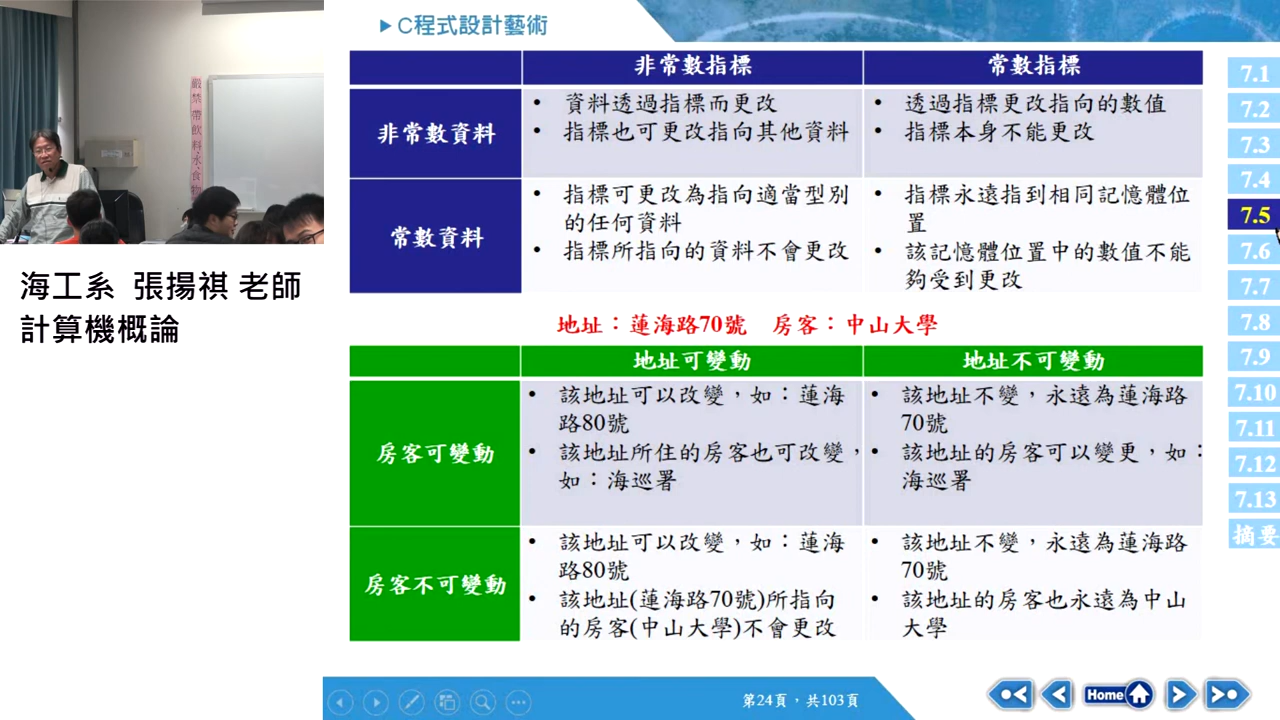 嚴禁帶飲料水、食物
海工系 張揚祺 老師
計算機概論
C程式設計藝術
非常數指標
常數指標
非常數資料
• 資料透過指標而更改
• 指標也可更改指向其他資料
• 透過指標更改指向的數值
• 指標本身不能更改
常數資料
• 指標可更改為指向適當型別
的任何資料
• 指標所指向的資料不會更改
• 指標永遠指到相同記憶體位
置
• 該記憶體位置中的數值不能
夠受到更改
地址：蓮海路70號 房客：中山大學
地址可變動
地址不可變動
房客可變動
• 該地址可以改變，如：蓮海
路80號
• 該地址所住的房客也可改變，
如：海巡署
• 該地址不變，永遠為蓮海路
70號
• 該地址的房客可以變更，如：
海巡署
房客不可變動
• 該地址可以改變，如：蓮海
路80號
• 該地址(蓮海路70號)所指向
的房客(中山大學)不會更改
• 該地址不變，永遠為蓮海路
70號
• 該地址的房客也永遠為中山
大學
7.1
7.2
7.3
7.4
7.5
7.6
7.7
7.8
7.9
7.10
7.11
7.12
7.13
摘要
第24頁，共103頁
Home